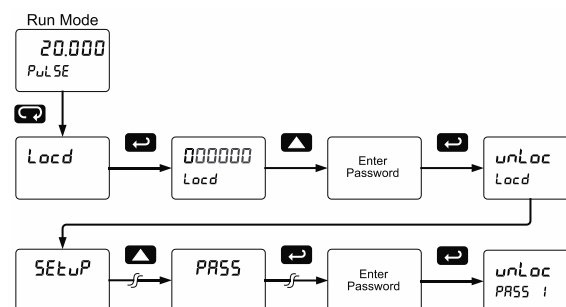 Run Mode
20.000
PuLSE
Locd
000000
Locd
Enter
Password
unLoc
Locd
SEtuP
PASS
Enter
Password
unLoc
PASS 1